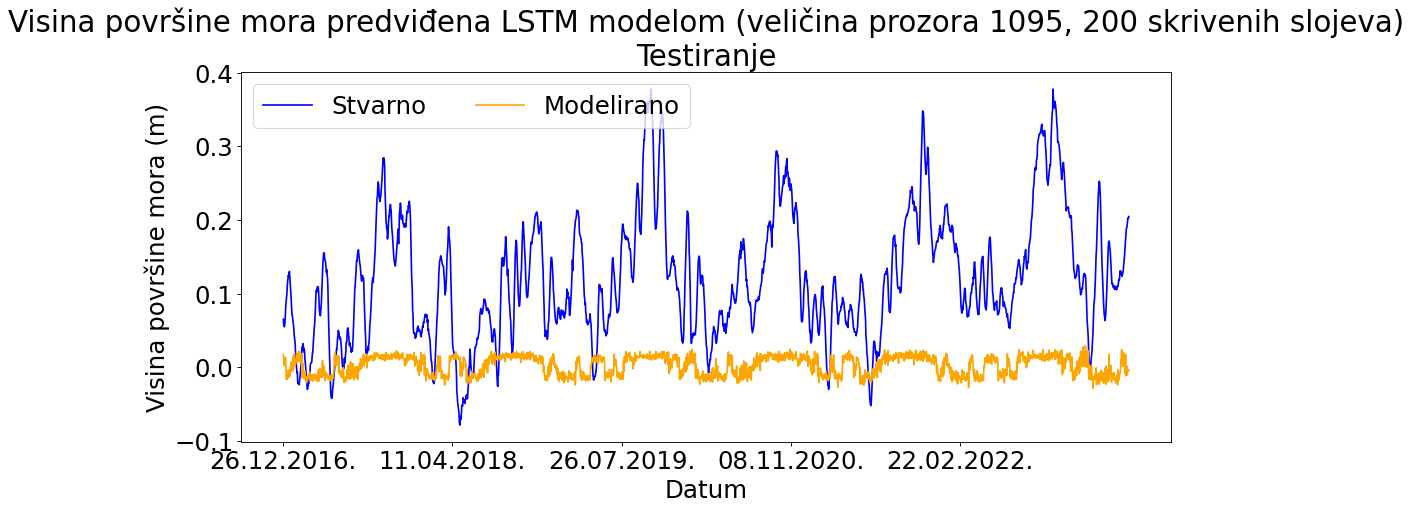 Visina površine mora predviđena LSTM modelom (veličina prozora 1095, 200 skrivenih slojeva)
Testiranje
Stvarno
Modelirano
Visina površine mora (m)
0.4
0.3
0.2
0.1
0.0
−0.1
26.12.2016.
11.04.2018.
26.07.2019.
08.11.2020.
22.02.2022.
Datum